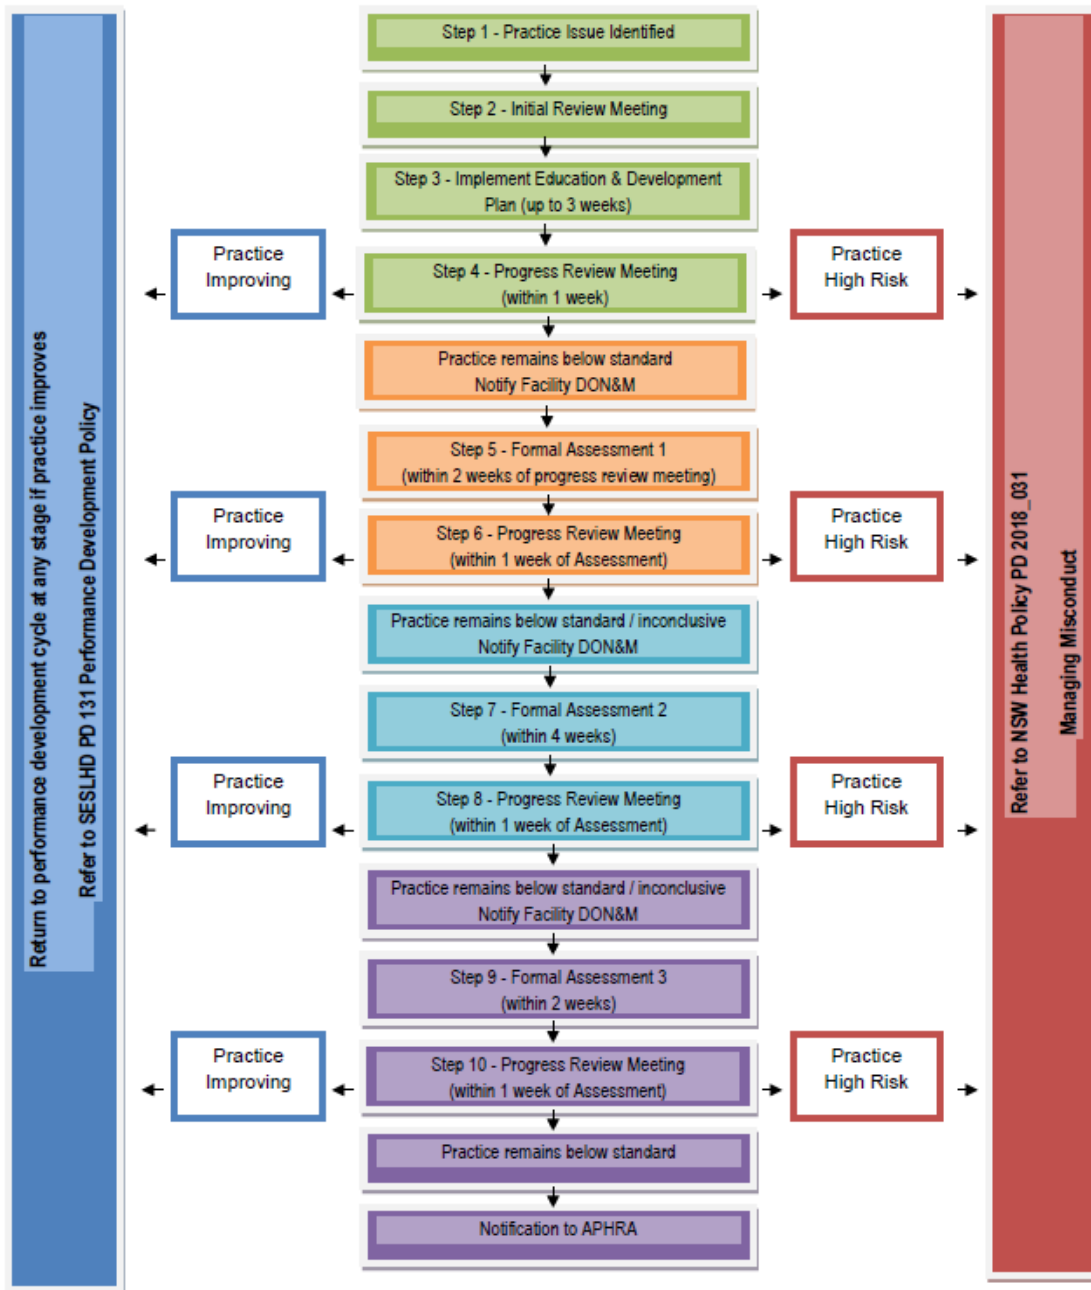 Step 1 - Practice Issue Identified
Step 2 - Initial Review Meeting
Step 3 - Implement Education & Development
Plan (up to 3 weeks)
Practice
Improving
Step 4 - Progress Review Meeting
(within 1 week)
Practice
High Risk
Practice remains below standard
Notify Facility DON&M
Step 5 - Formal Assessment 1
(within 2 weeks of progress review meeting)
Practice
Improving
Step 6 - Progress Review Meeting
(within 1 week of Assessment)
Practice
High Risk
Practice remains below standard / inconclusive
Notify Facility DON&M
Step 7 - Formal Assessment 2
(within 4 weeks)
Practice
Improving
Step 8 - Progress Review Meeting
(within 1 week of Assessment)
Practice
High Risk
Practice remains below standard / inconclusive
Notify Facility DON&M
Step 9 - Formal Assessment 3
(within 2 weeks)
Practice
Improving
Step 10 - Progress Review Meeting
(within 1 week of Assessment)
Practice
High Risk
Practice remains below standard
Notification to APHRA
Return to performance development cycle at any stage if practice improves
Refer to SESLHD PD 131 Performance Development Policy
Refer to NSW Health Policy PD 2018_031
Managing Misconduct